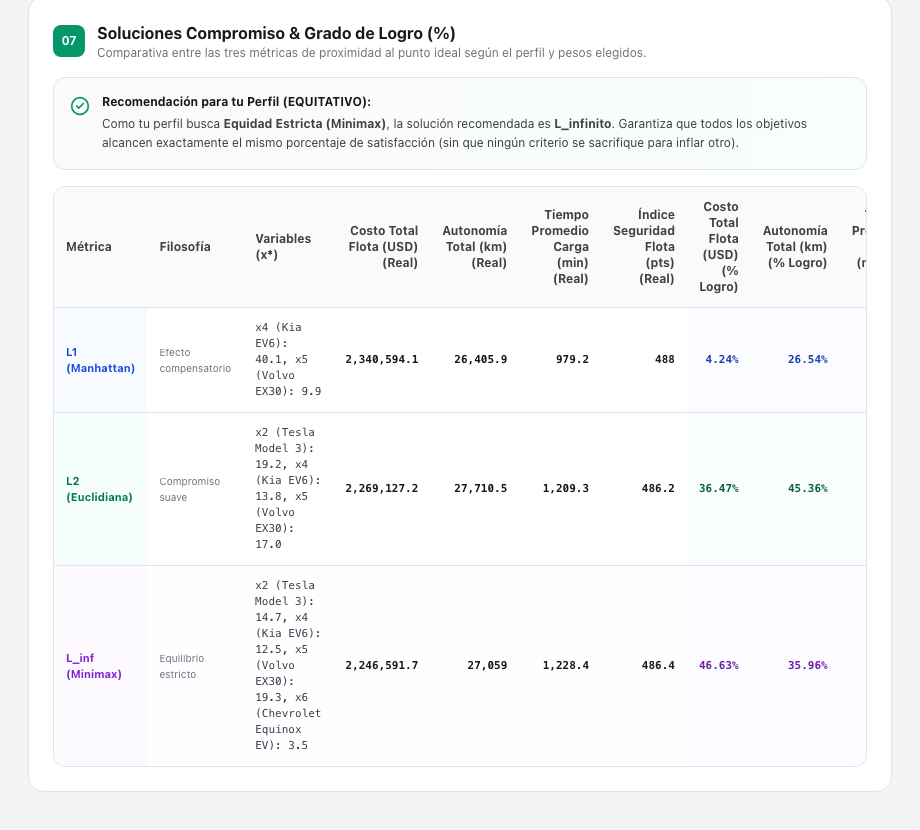 07
Soluciones Compromiso & Grado de Logro (%)
Comparativa entre las tres métricas de proximidad al punto ideal según el perfil y pesos elegidos.
Recomendación para tu Perfil (EQUITATIVO):
Como tu perfil busca Equidad Estricta (Minimax), la solución recomendada es L_infinito. Garantiza que todos los objetivos
alcancen exactamente el mismo porcentaje de satisfacción (sin que ningún criterio se sacrifique para inflar otro).
Métrica
Filosofía
Variables
(x*)
Costo Total
Flota (USD)
(Real)
Autonomía
Total (km)
(Real)
Tiempo
Promedio
Carga
(min)
(Real)
Índice
Seguridad
Flota
(pts)
(Real)
Costo
Total
Flota
(USD)
(%
Logro)
Autonomía
Total (km)
(% Logro)
L1
(Manhattan)
Efecto
compensatorio
x4 (Kia
EV6):
40.1, x5
(Volvo
EX30): 9.9
2,340,594.1
26,405.9
979.2
488
4.24%
26.54%
L2
(Euclidiana)
Compromiso
suave
x2 (Tesla
Model 3):
19.2, x4
(Kia EV6):
13.8, x5
(Volvo
EX30):
17.0
2,269,127.2
27,710.5
1,209.3
486.2
36.47%
45.36%
L_inf
(Minimax)
Equilibrio
estricto
x2 (Tesla
Model 3):
14.7, x4
(Kia EV6):
12.5, x5
(Volvo
EX30):
19.3, x6
(Chevrolet
Equinox
EV): 3.5
2,246,591.7
27,059
1,228.4
486.4
46.63%
35.96%